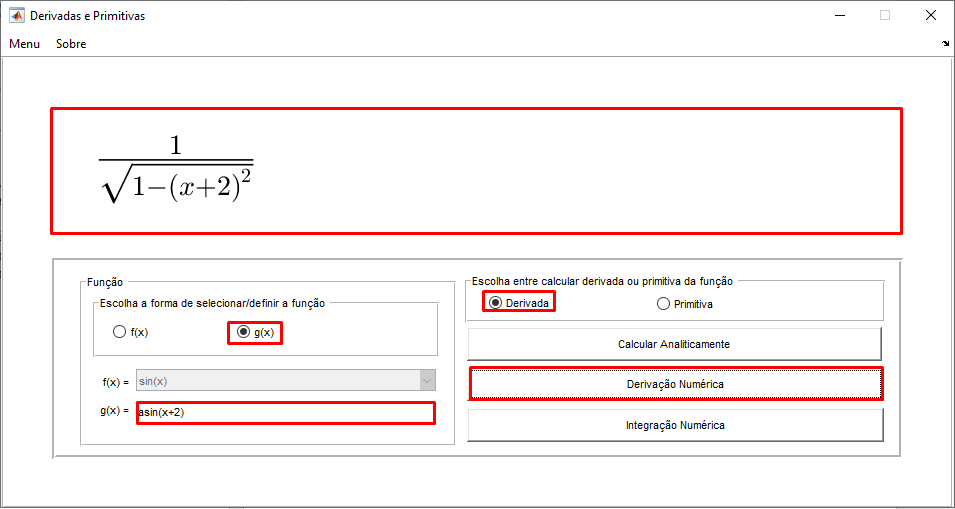 Derivadas e Primitivas
Menu Sobre
1
√1−(x+2)²
Função
Escolha a forma de selecionar/definir a função
f(x) g(x)
f(x) = sin(x)
g(x) = asin(x+2)
Escolha entre calcular derivada ou primitiva da função
Derivada Primitiva
Calcular Analiticamente
Derivação Numérica
Integração Numérica